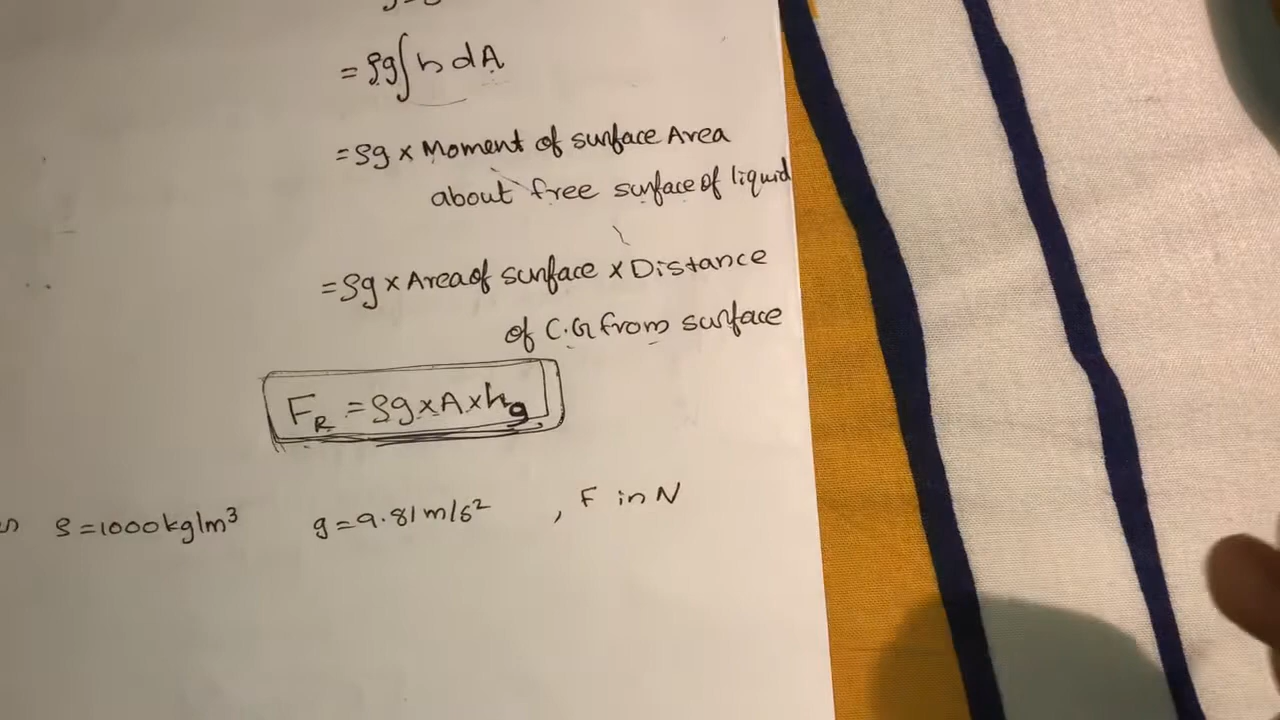 = ρg∫h dA
= ρg × Moment of surface Area
about free surface of liquid
= ρg × Area of surface × Distance
of C.G from surface
F_R = ρg × A × h_g
ρ = 1000 kg/m³ g = 9.81 m/s² , F in N